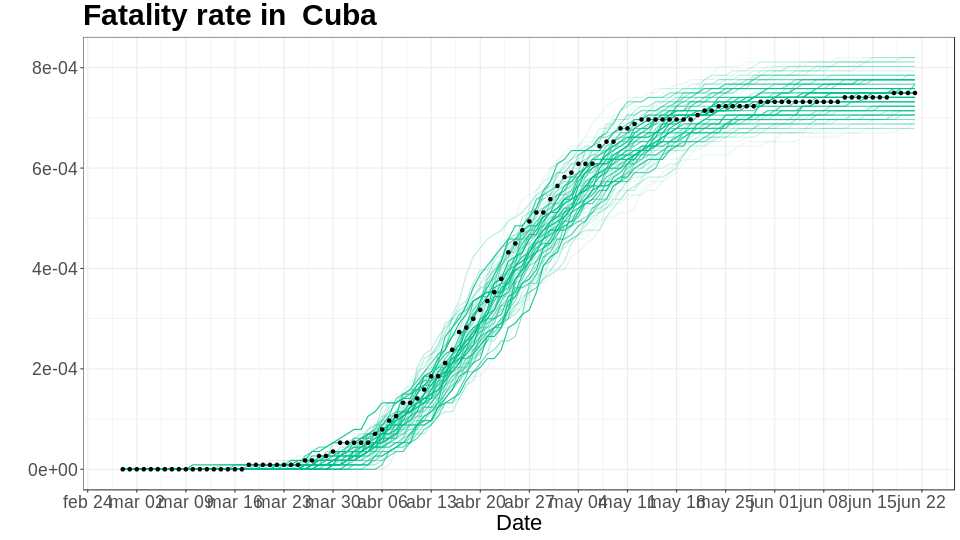 Fatality rate in  Cuba
8e-04
6e-04
4e-04
2e-04
0e+00
feb 24 mar 02 mar 09 mar 16 mar 23 mar 30 abr 06 abr 13 abr 20 abr 27 may 04 may 11 may 18 may 25 jun 01 jun 08 jun 15 jun 22
Date